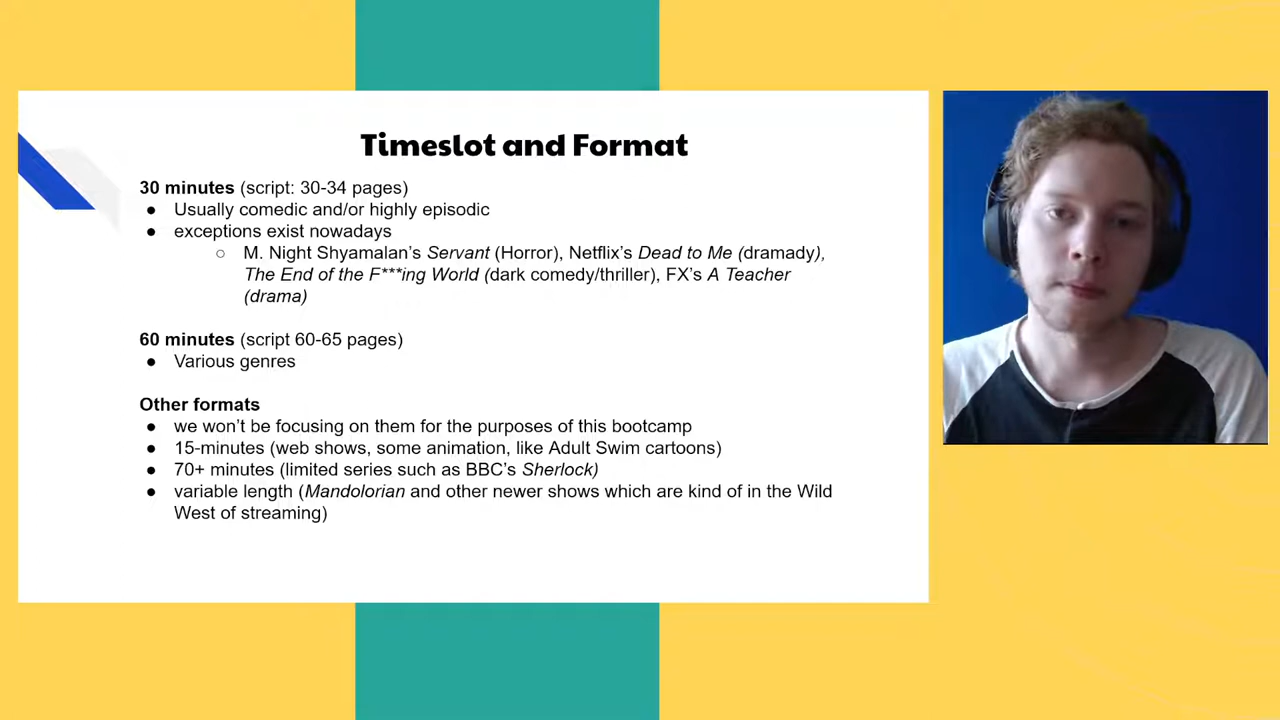 Timeslot and Format
30 minutes (script: 30-34 pages)
● Usually comedic and/or highly episodic
● exceptions exist nowadays
○ M. Night Shyamalan's Servant (Horror), Netflix's Dead to Me (dramady),
The End of the F***ing World (dark comedy/thriller), FX's A Teacher
(drama)
60 minutes (script 60-65 pages)
● Various genres
Other formats
● we won't be focusing on them for the purposes of this bootcamp
● 15-minutes (web shows, some animation, like Adult Swim cartoons)
● 70+ minutes (limited series such as BBC's Sherlock)
● variable length (Mandolorian and other newer shows which are kind of in the Wild
West of streaming)